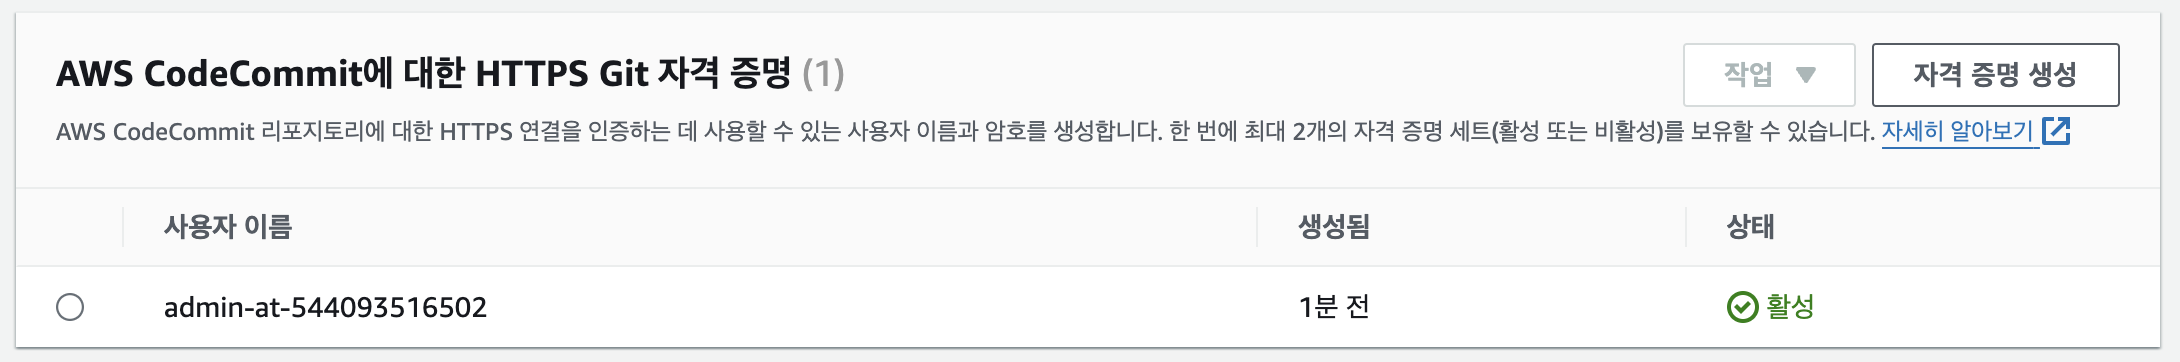 AWS CodeCommit에 대한 HTTPS Git 자격 증명 (1)
작업 ▼
자격 증명 생성
AWS CodeCommit 리포지토리에 대한 HTTPS 연결을 인증하는 데 사용할 수 있는 사용자 이름과 암호를 생성합니다. 한 번에 최대 2개의 자격 증명 세트(활성 또는 비활성)를 보유할 수 있습니다. 자세히 알아보기
사용자 이름 생성됨 상태
admin-at-544093516502 1분 전 활성